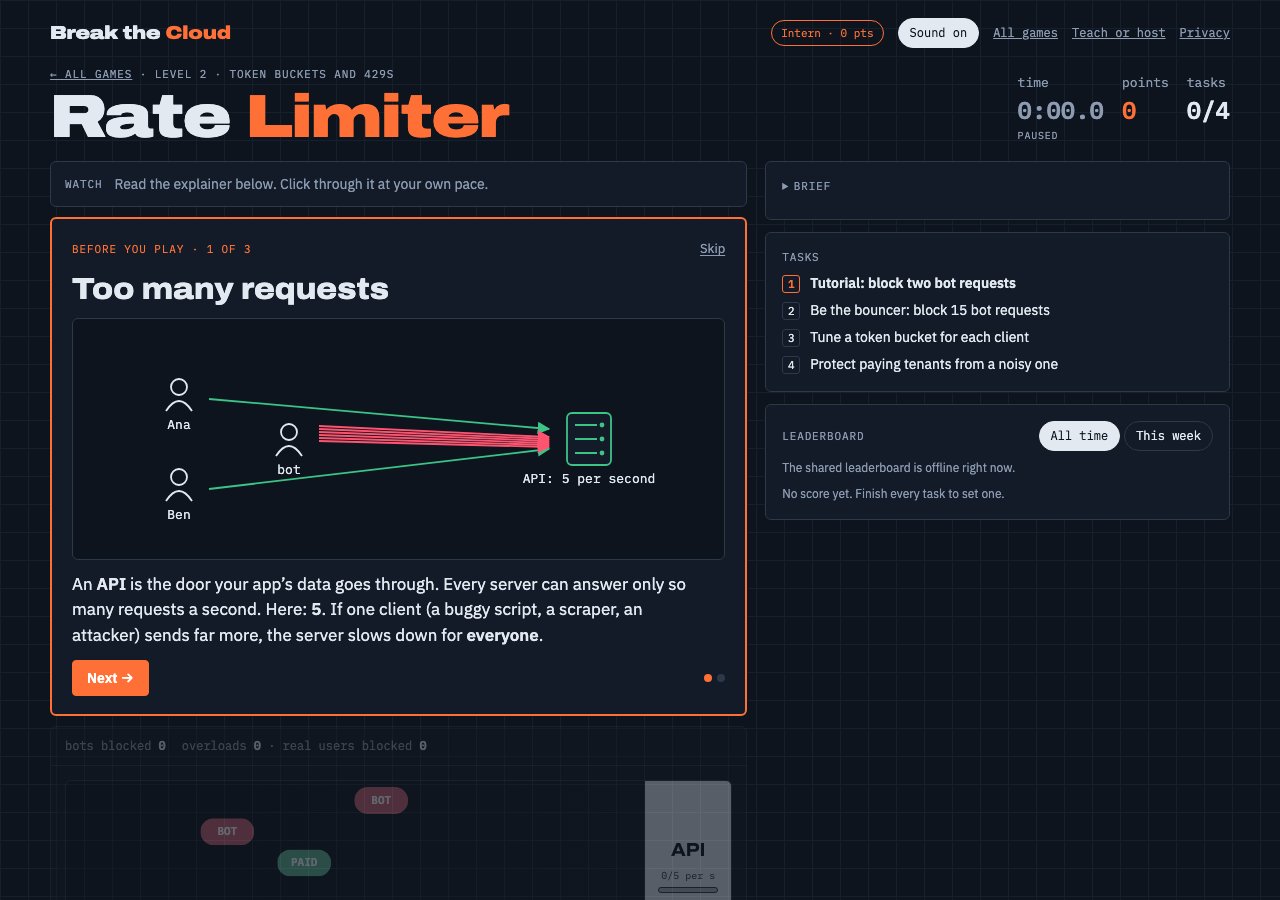 Break the Cloud
Intern · 0 pts
Sound on
All games
Teach or host
Privacy
← ALL GAMES · LEVEL 2 · TOKEN BUCKETS AND 429S
Rate Limiter
time
0:00.0
PAUSED
points
0
tasks
0/4
WATCH
Read the explainer below. Click through it at your own pace.
BEFORE YOU PLAY · 1 OF 3
Skip
Too many requests
Ana
bot
Ben
API: 5 per second
An API is the door your app’s data goes through. Every server can answer only so
many requests a second. Here: 5. If one client (a buggy script, a scraper, an
attacker) sends far more, the server slows down for everyone.
Next →
bots blocked 0 overloads 0 · real users blocked 0
BOT
BOT
PAID
API
0/5 per s
▶ BRIEF
TASKS
1 Tutorial: block two bot requests
2 Be the bouncer: block 15 bot requests
3 Tune a token bucket for each client
4 Protect paying tenants from a noisy one
LEADERBOARD
All time
This week
The shared leaderboard is offline right now.
No score yet. Finish every task to set one.